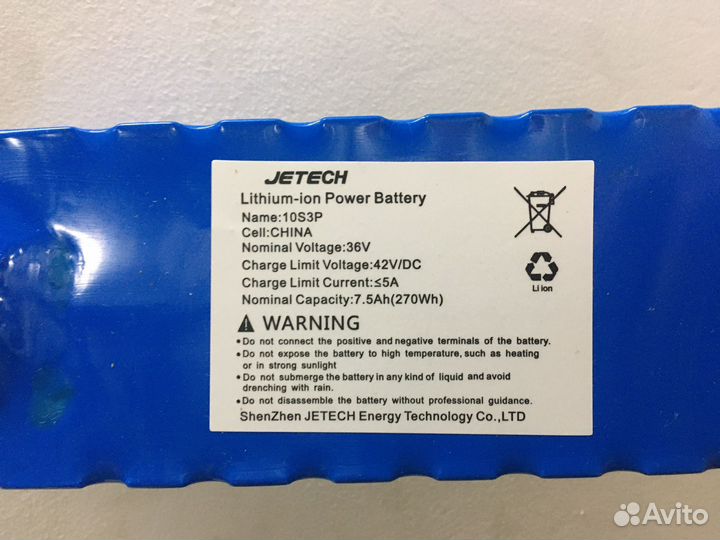 JETECH
Lithium-ion Power Battery
Name:10S3P
Cell:CHINA
Nominal Voltage:36V
Charge Limit Voltage:42V/DC
Charge Limit Current:≤5A
Nominal Capacity:7.5Ah(270Wh)
Li ion
WARNING
•Do not connect the positive and negative terminals of the battery.
•Do not expose the battery to high temperature, such as heating
or in strong sunlight
•Do not submerge the battery in any kind of liquid and avoid
drenching with rain.
•Do not disassemble the battery without professional guidance.
ShenZhen JETECH Energy Technology Co.,LTD
Avito